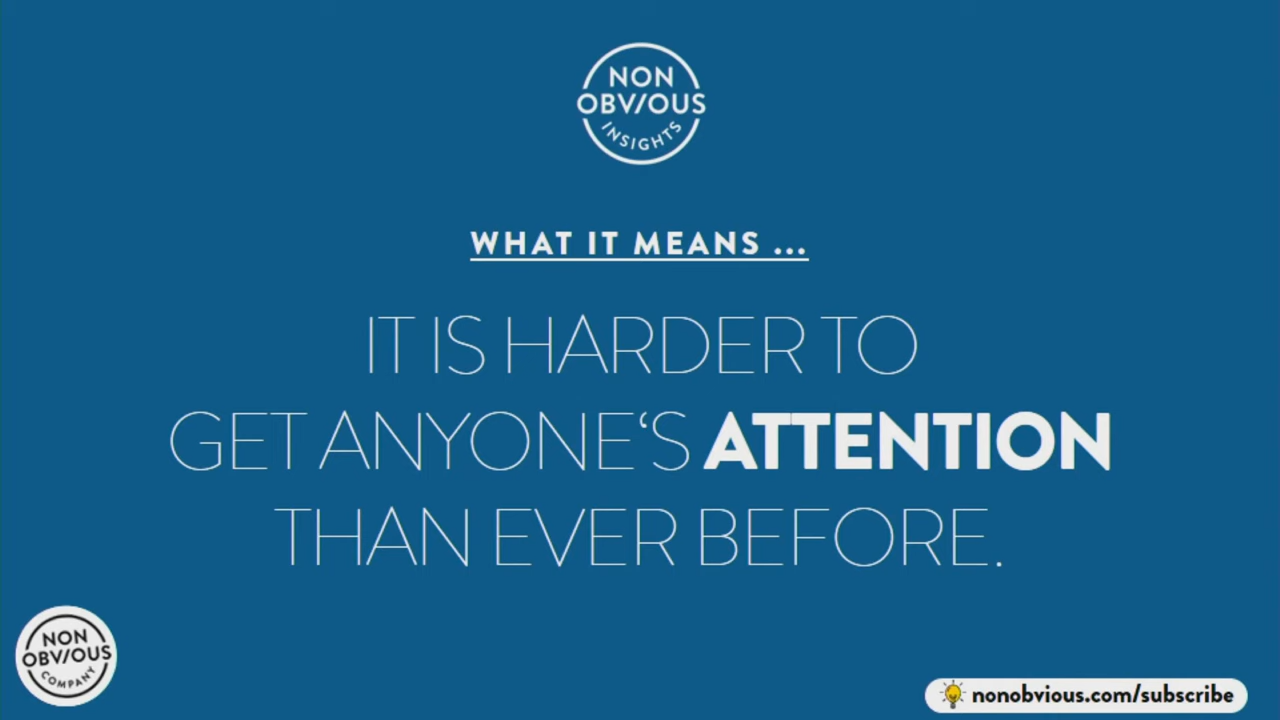 NON
OBV/OUS
INSIGHTS
WHAT IT MEANS ...
IT IS HARDER TO
GET ANYONE‘S ATTENTION
THAN EVER BEFORE.
NON
OBV/OUS
COMPANY
nonobvious.com/subscribe